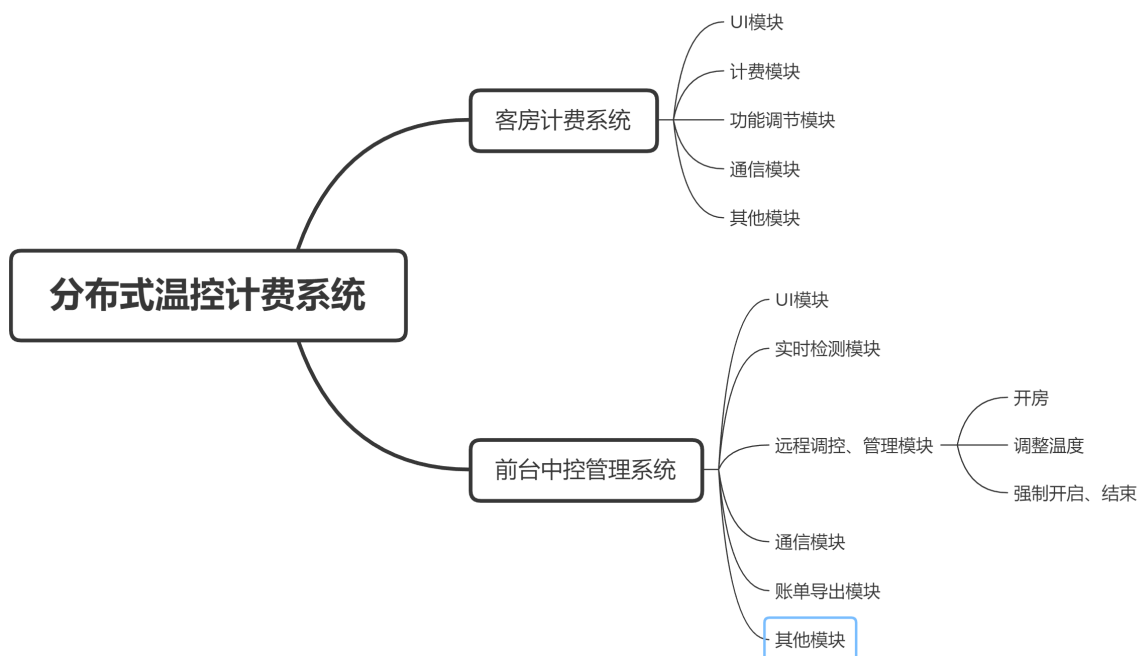 分布式温控计费系统
客房计费系统
UI模块
计费模块
功能调节模块
通信模块
其他模块
前台中控管理系统
UI模块
实时检测模块
远程调控、管理模块
开房
调整温度
强制开启、结束
通信模块
账单导出模块
其他模块